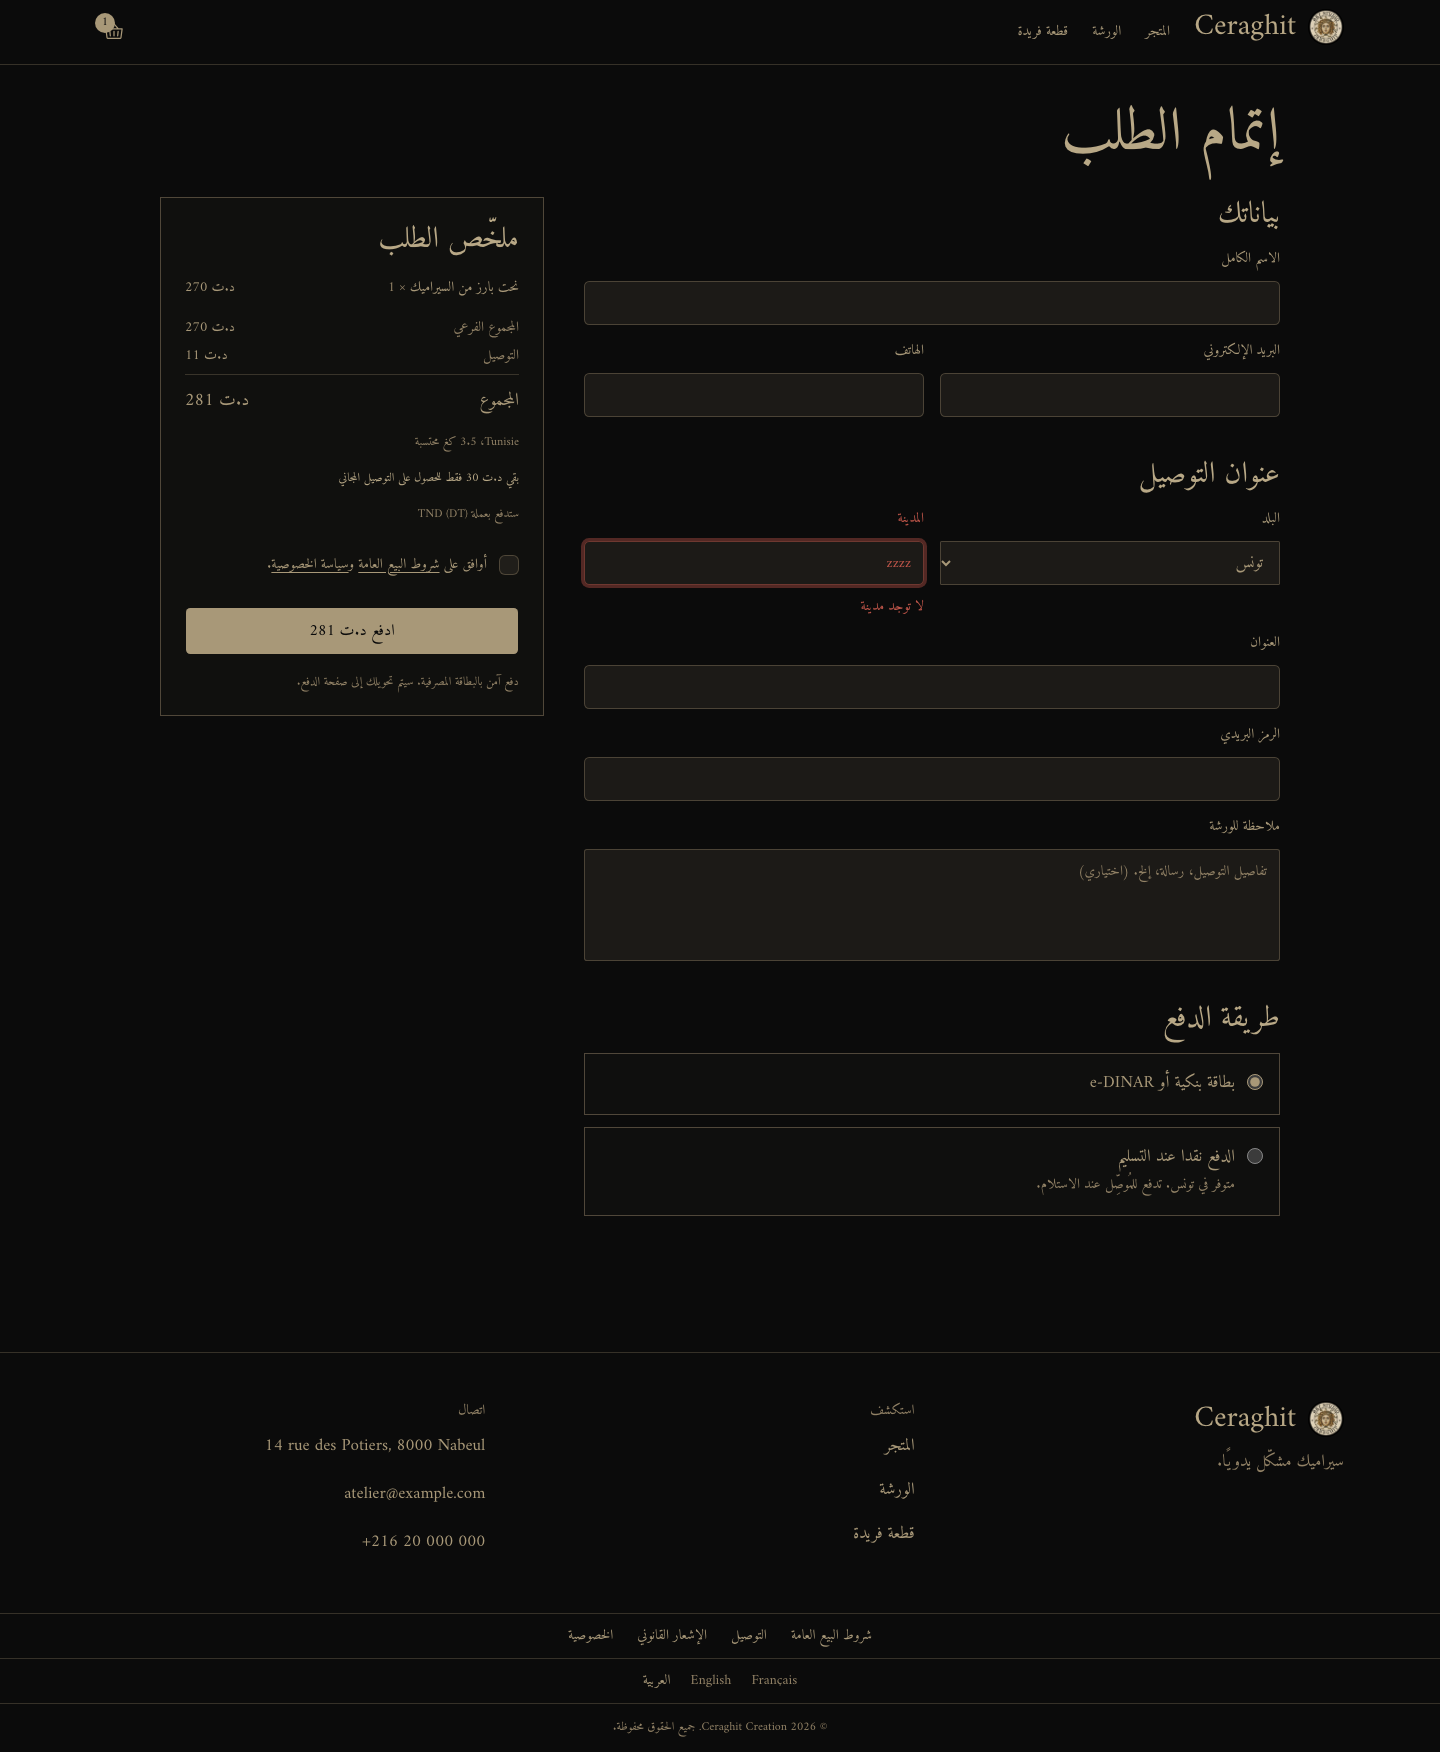 Ceraghit
المتجر
الورشة
قطعة فريدة
1
إتمام الطلب
بياناتك
الاسم الكامل
البريد الإلكتروني
الهاتف
عنوان التوصيل
البلد
تونس
المدينة
zzzz
لا توجد مدينة
العنوان
الرمز البريدي
ملاحظة للورشة
تفاصيل التوصيل، رسالة، إلخ. (اختياري)
طريقة الدفع
بطاقة بنكية أو e-DINAR
الدفع نقدا عند التسليم
متوفر في تونس. تدفع للمُوصِّل عند الاستلام.
ملخّص الطلب
نحت بارز من السيراميك × 1
270 د.ت
المجموع الفرعي
270 د.ت
التوصيل
11 د.ت
المجموع
281 د.ت
Tunisie، 3.5 كغ محتسبة
بقي د.ت 30 فقط للحصول على التوصيل المجاني
ستدفع بعملة TND (DT)
أوافق على شروط البيع العامة وسياسة الخصوصية.
ادفع د.ت 281
دفع آمن بالبطاقة المصرفية. سيتم تحويلك إلى صفحة الدفع.
Ceraghit
سيراميك مشكّل يدويًا.
استكشف
المتجر
الورشة
قطعة فريدة
اتصال
14 rue des Potiers, 8000 Nabeul
atelier@example.com
+216 20 000 000
شروط البيع العامة
التوصيل
الإشعار القانوني
الخصوصية
Français
English
العربية
© 2026 Ceraghit Creation. جميع الحقوق محفوظة.